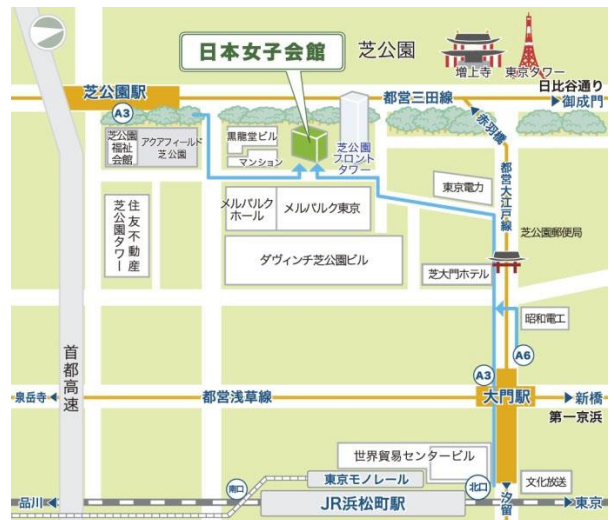 日本女子会館
芝公園
増上寺
東京タワー
日比谷通り
芝公園駅
A3
都営三田線
御成門
赤羽橋
芝公園
福祉
会館
アクアフィールド
芝公園
黒龍堂ビル
マンション
芝公園
フロント
タワー
東京電力
都営大江戸線
住友不動産
芝公園タワー
メルパルク
ホール
メルパルク東京
芝公園郵便局
ダヴィンチ芝公園ビル
芝大門ホテル
昭和電工
首都高速
A3
A6
泉岳寺
都営浅草線
大門駅
新橋
第一京浜
世界貿易センタービル
南口
東京モノレール
北口
文化放送
品川
JR浜松町駅
汐留
東京